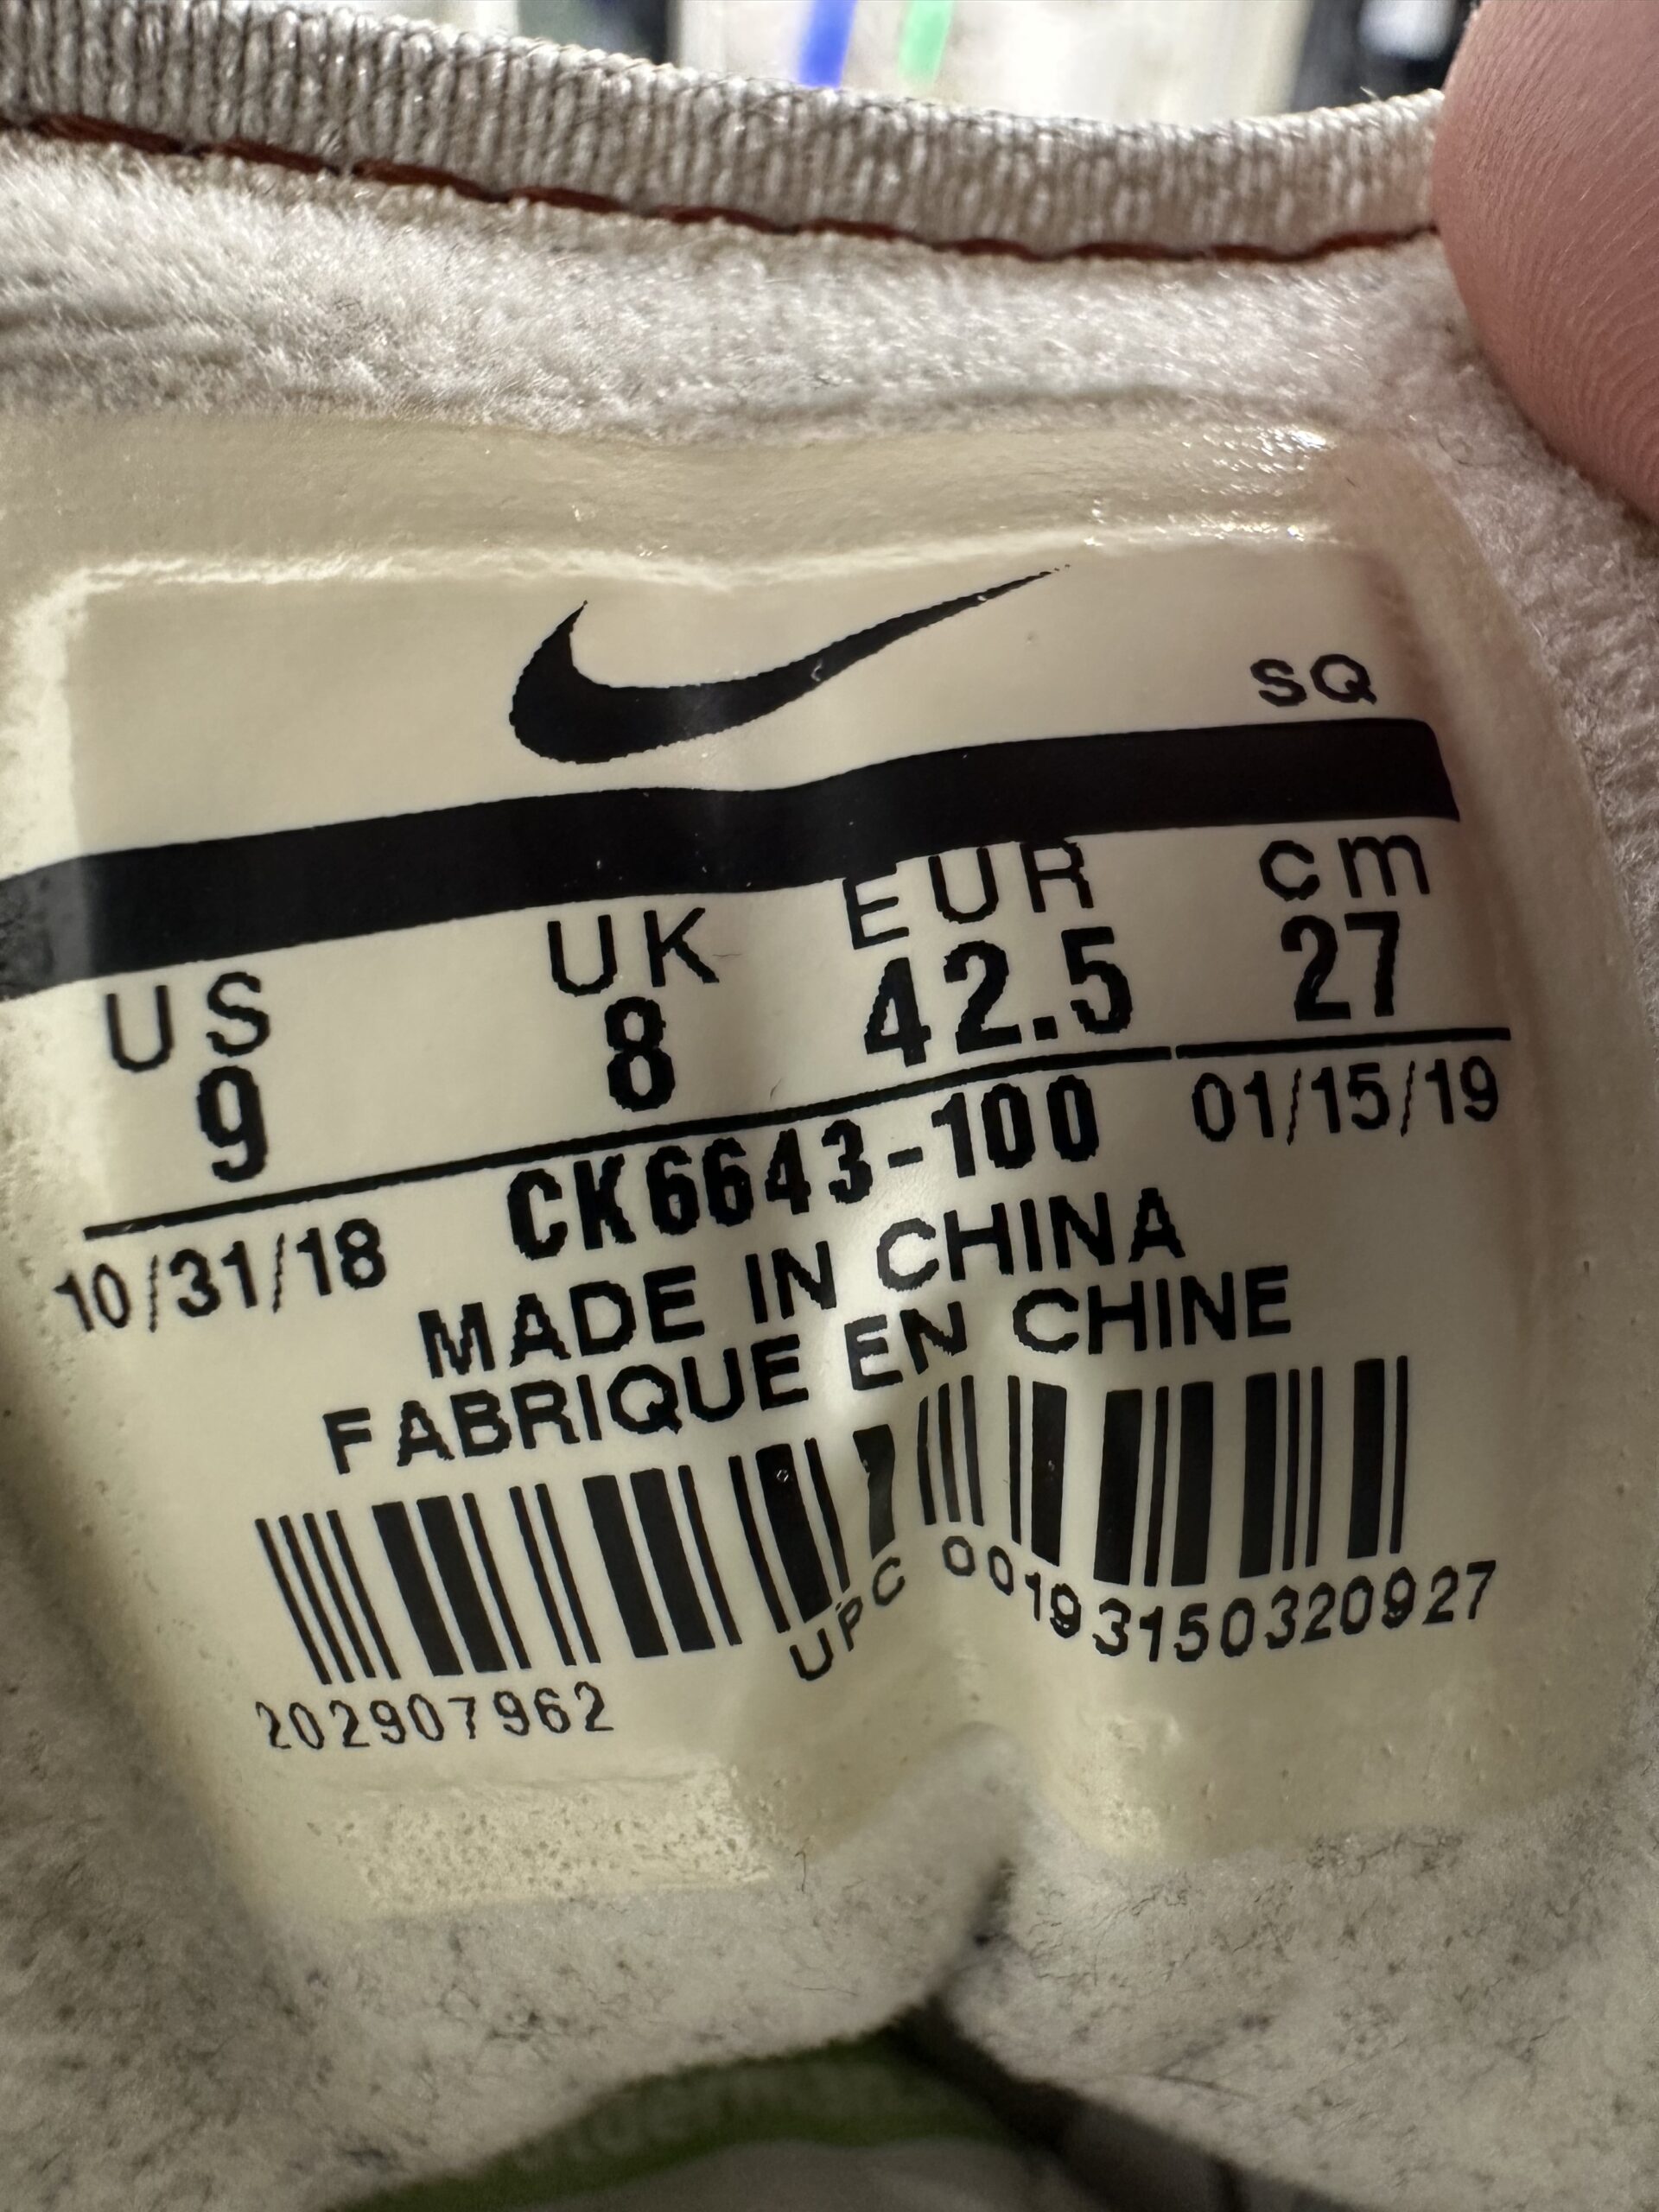 SQ
US UK EUR cm
9 8 42.5 27
10/31/18 CK6643-100 01/15/19
MADE IN CHINA
FABRIQUE EN CHINE
202907962 UPC 00193150320927